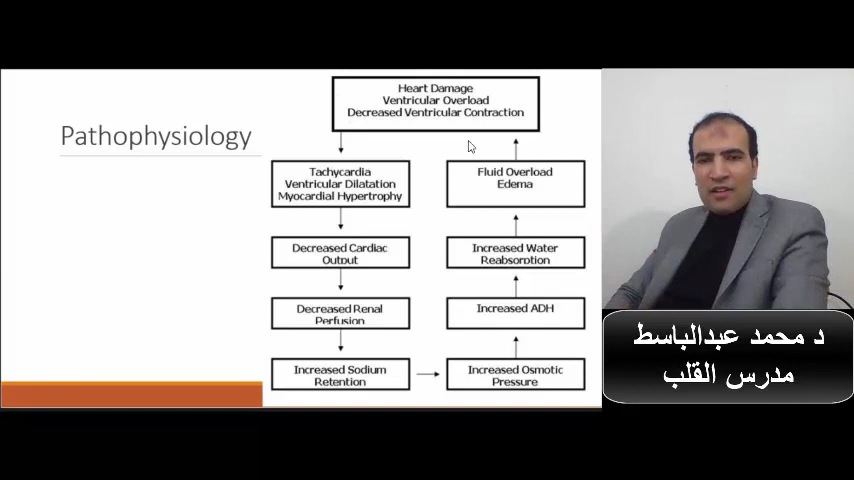 Pathophysiology
Heart Damage
Ventricular Overload
Decreased Ventricular Contraction
Tachycardia
Ventricular Dilatation
Myocardial Hypertrophy
Decreased Cardiac
Output
Decreased Renal
Perfusion
Increased Sodium
Retention
Increased Osmotic
Pressure
Increased ADH
Increased Water
Reabsorption
Fluid Overload
Edema
د محمد عبدالباسط
مدرس القلب